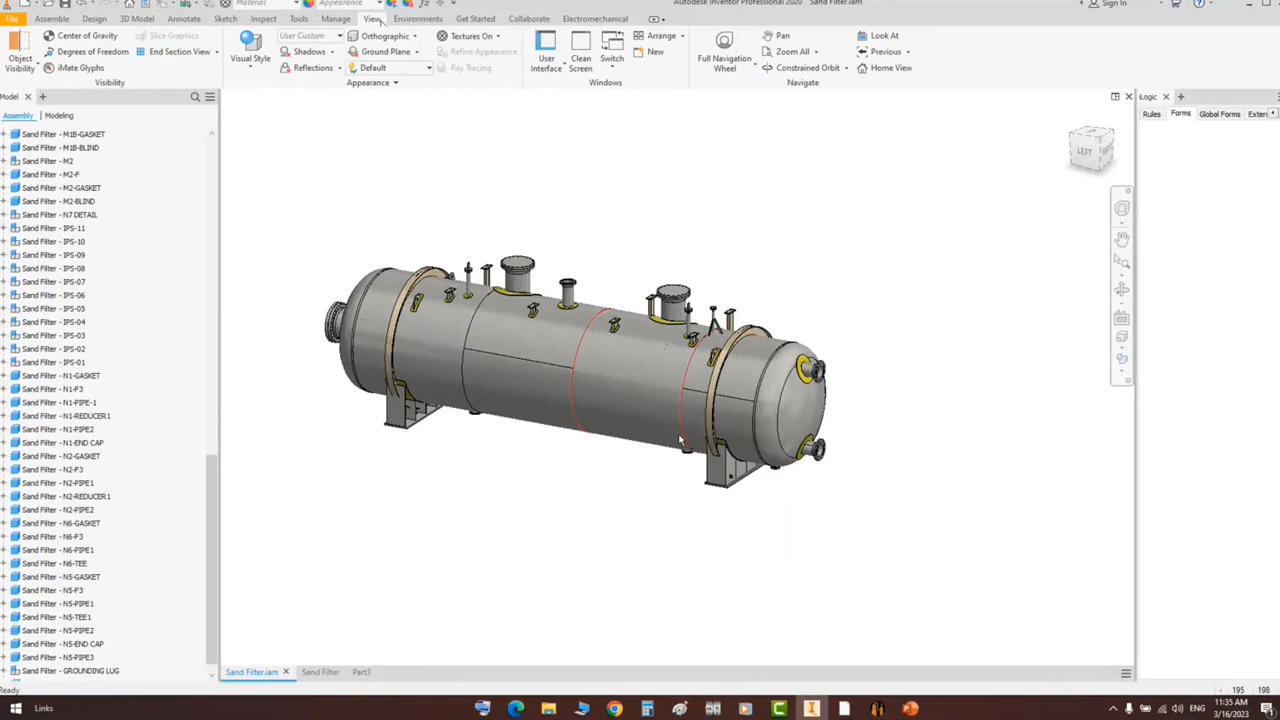 Material
Appearance
Autodesk Inventor Professional 2020 Sand Filter.iam
Sign In
File Assembly Design 3D Model Annotate Sketch Inspect Tools Manage View Environments Get Started Collaborate Electromechanical
Object Visibility
Center of Gravity
Degrees of Freedom
iMate Glyphs
Slice Graphics
End Section View
Visibility
Visual Style
User Custom
Shadows
Reflections
Orthographic
Ground Plane
Default
Textures On
Refine Appearance
Ray Tracing
Appearance
User Interface
Clean Screen
Switch
Arrange
New
Windows
Full Navigation Wheel
Pan
Zoom All
Constrained Orbit
Look At
Previous
Home View
Navigate
Model
Assembly Modeling
Sand Filter - M1B-GASKET
Sand Filter - M1B-BLIND
Sand Filter - M2
Sand Filter - M2-F
Sand Filter - M2-GASKET
Sand Filter - M2-BLIND
Sand Filter - N7 DETAIL
Sand Filter - IPS-11
Sand Filter - IPS-10
Sand Filter - IPS-09
Sand Filter - IPS-08
Sand Filter - IPS-07
Sand Filter - IPS-06
Sand Filter - IPS-05
Sand Filter - IPS-04
Sand Filter - IPS-03
Sand Filter - IPS-02
Sand Filter - IPS-01
Sand Filter - N1-GASKET
Sand Filter - N1-F3
Sand Filter - N1-PIPE-1
Sand Filter - N1-REDUCER1
Sand Filter - N1-PIPE2
Sand Filter - N1-END CAP
Sand Filter - N2-GASKET
Sand Filter - N2-F3
Sand Filter - N2-PIPE1
Sand Filter - N2-REDUCER1
Sand Filter - N2-PIPE2
Sand Filter - N6-GASKET
Sand Filter - N6-F3
Sand Filter - N6-PIPE1
Sand Filter - N6-TEE
Sand Filter - N5-GASKET
Sand Filter - N5-F3
Sand Filter - N5-PIPE1
Sand Filter - N5-TEE1
Sand Filter - N5-PIPE2
Sand Filter - N5-END CAP
Sand Filter - N5-PIPE3
Sand Filter - GROUNDING LUG
LEFT
iLogic
Rules Forms Global Forms Exter
Sand Filter.iam Sand Filter Part3
Ready
195 198
Links
ENG
11:35 AM
3/16/2023